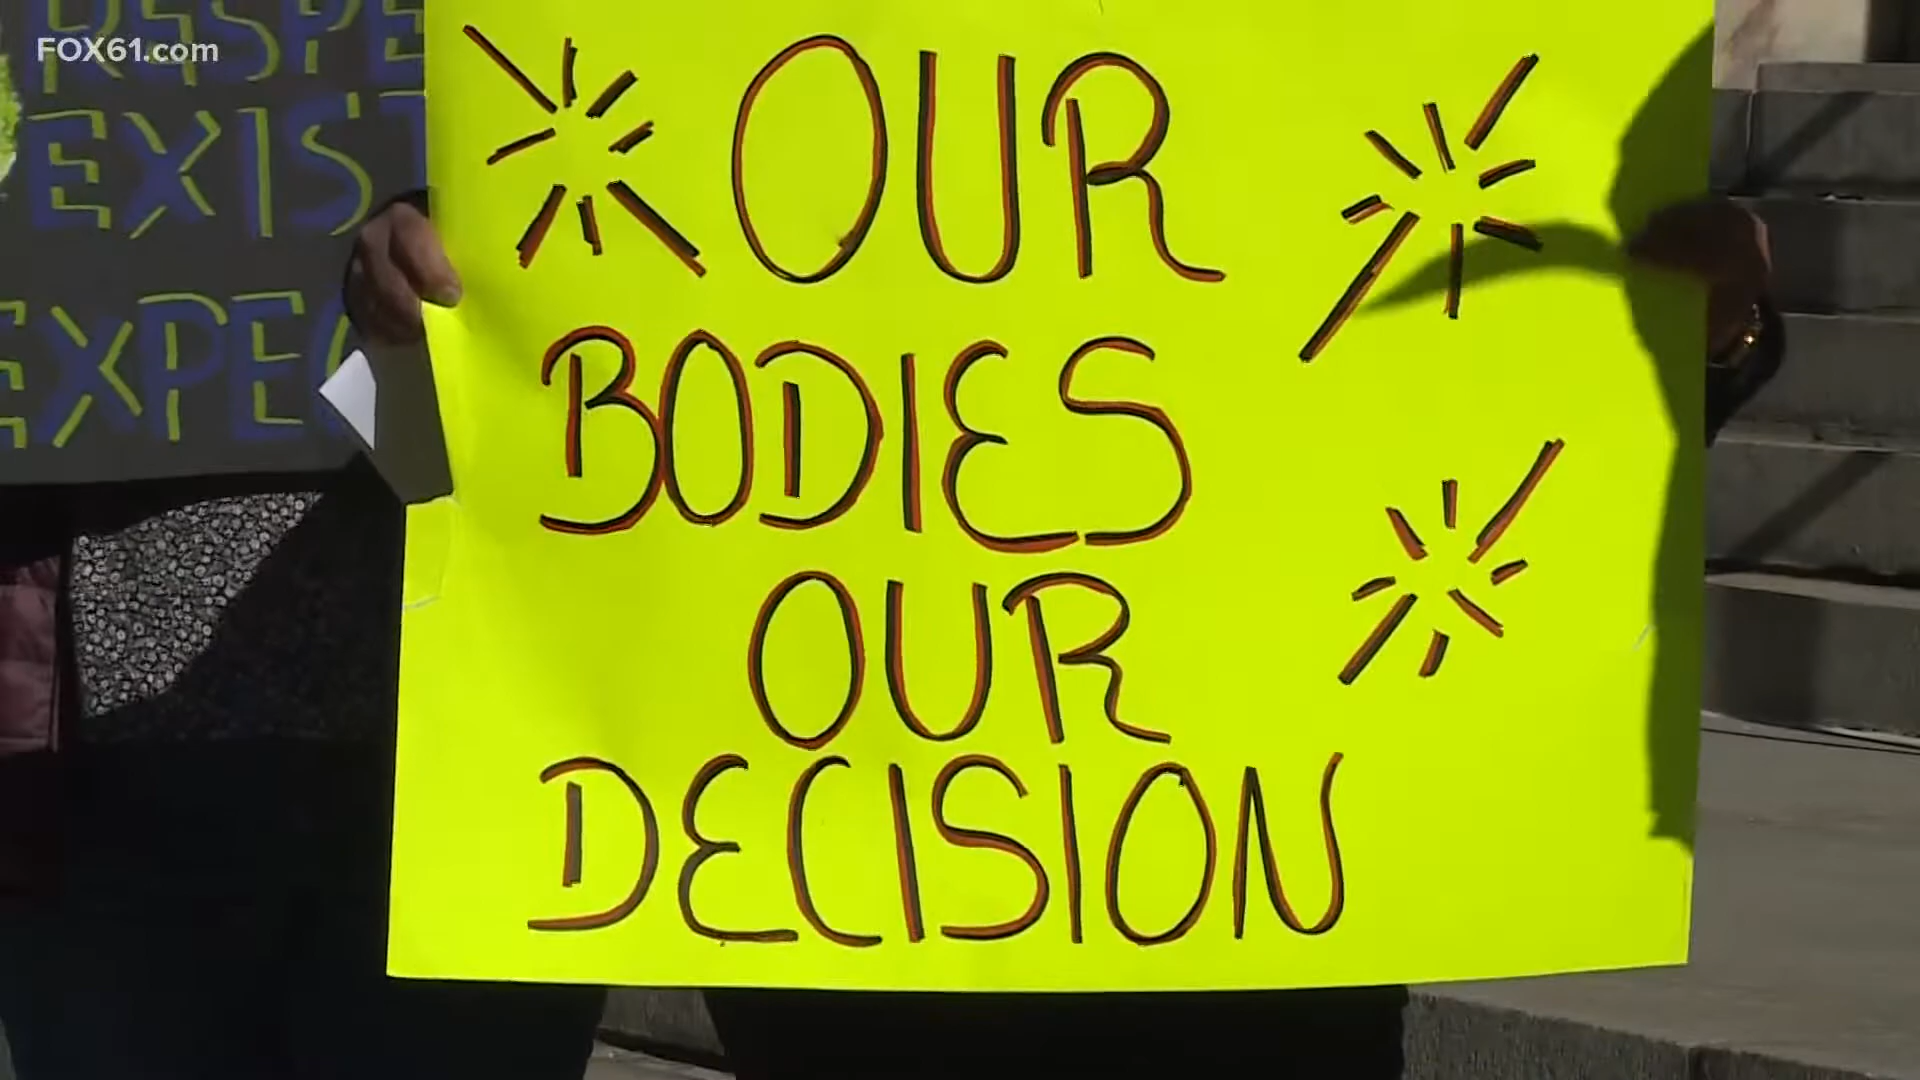 FOX61.com
EXIST
OUR
BODIES
OUR
DECISION